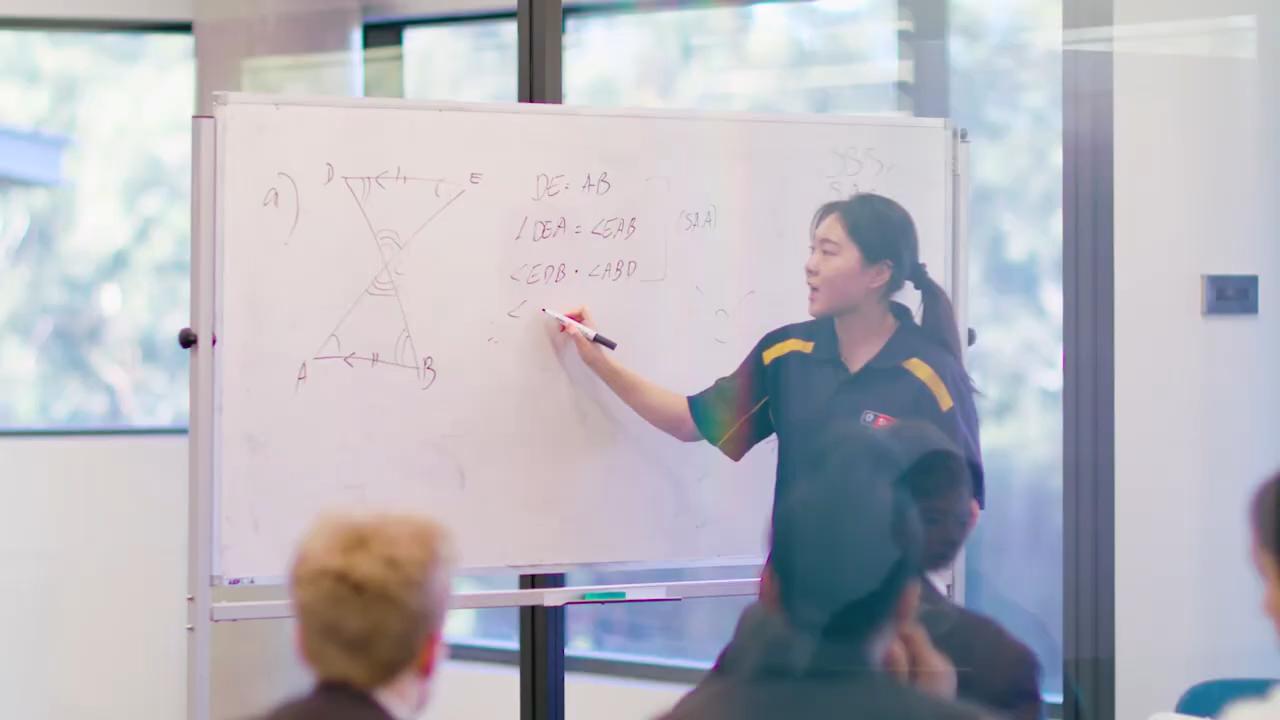 a)
D E
A B
DE = AB
∠DEA = ∠EAB
∠EDB = ∠ABD
(SAA)
∠